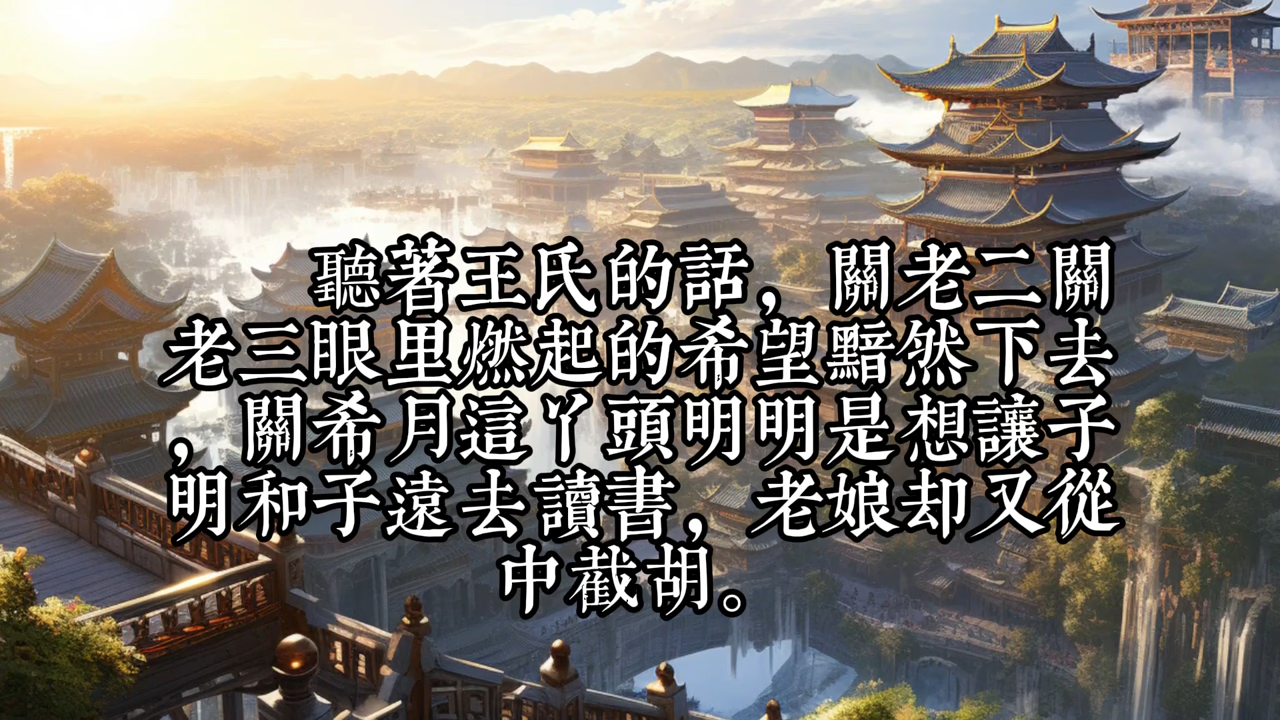 聽著王氏的話，關老二關
老三眼里燃起的希望黯然下去
，關希月這丫頭明明是想讓子
明和子遠去讀書，老娘却又從
中截胡。